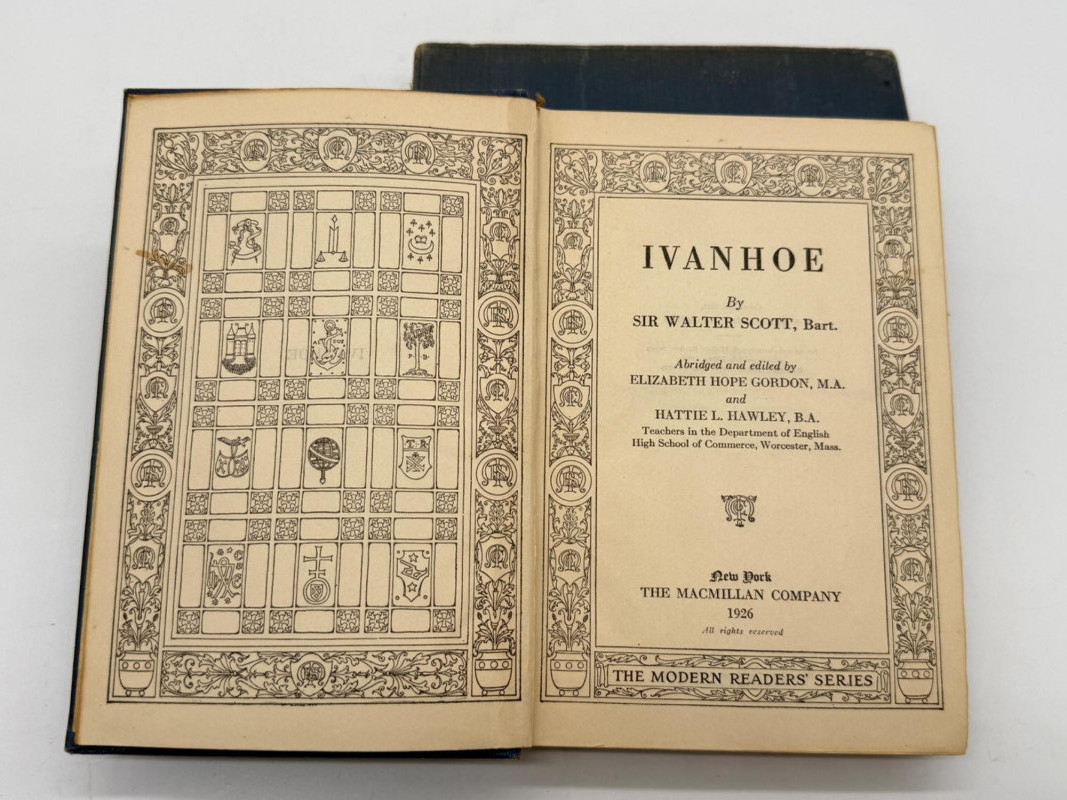 T R
P B
IVANHOE
By
SIR WALTER SCOTT, Bart.
Abridged and edited by
ELIZABETH HOPE GORDON, M.A.
and
HATTIE L. HAWLEY, B.A.
Teachers in the Department of English
High School of Commerce, Worcester, Mass.
New York
THE MACMILLAN COMPANY
1926
All rights reserved
THE MODERN READERS' SERIES